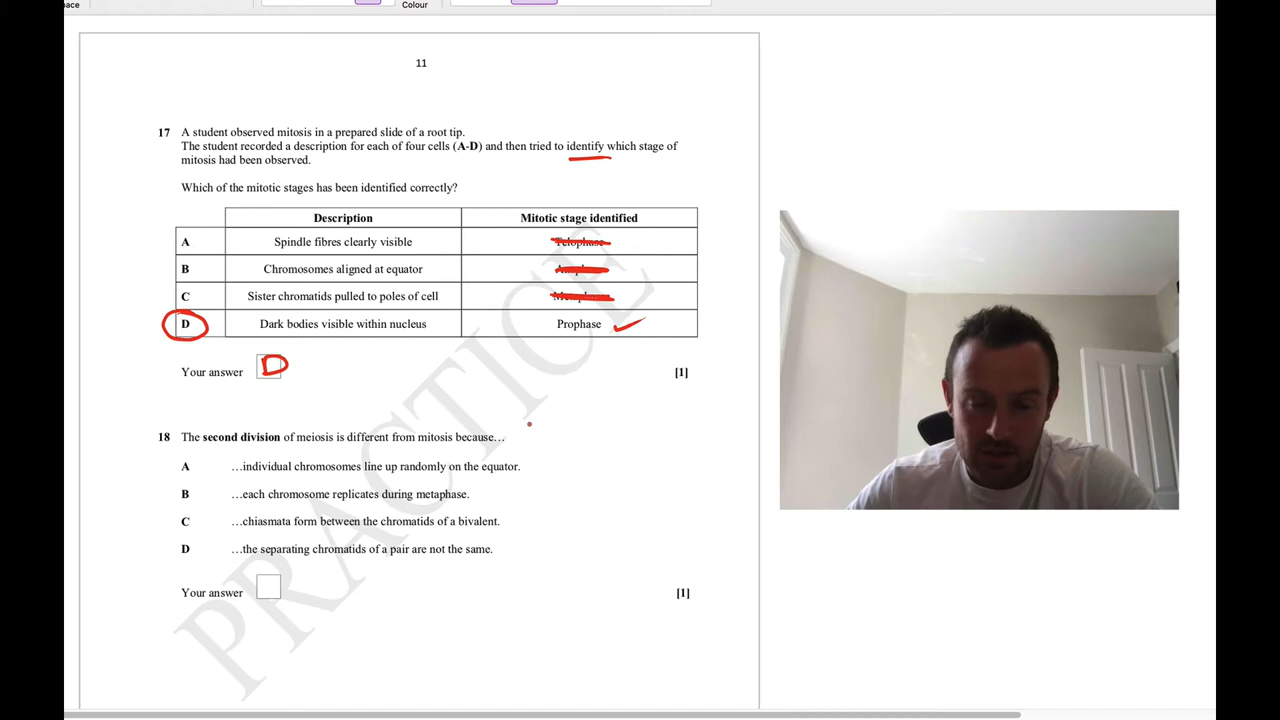 pace
Colour
11
17 A student observed mitosis in a prepared slide of a root tip.
The student recorded a description for each of four cells (A-D) and then tried to identify which stage of
mitosis had been observed.
Which of the mitotic stages has been identified correctly?
Description Mitotic stage identified
A Spindle fibres clearly visible Telophase
B Chromosomes aligned at equator
C Sister chromatids pulled to poles of cell Metaphase
D Dark bodies visible within nucleus Prophase
Your answer D [1]
18 The second division of meiosis is different from mitosis because…
A …individual chromosomes line up randomly on the equator.
B …each chromosome replicates during metaphase.
C …chiasmata form between the chromatids of a bivalent.
D …the separating chromatids of a pair are not the same.
Your answer [1]
PRACTICE